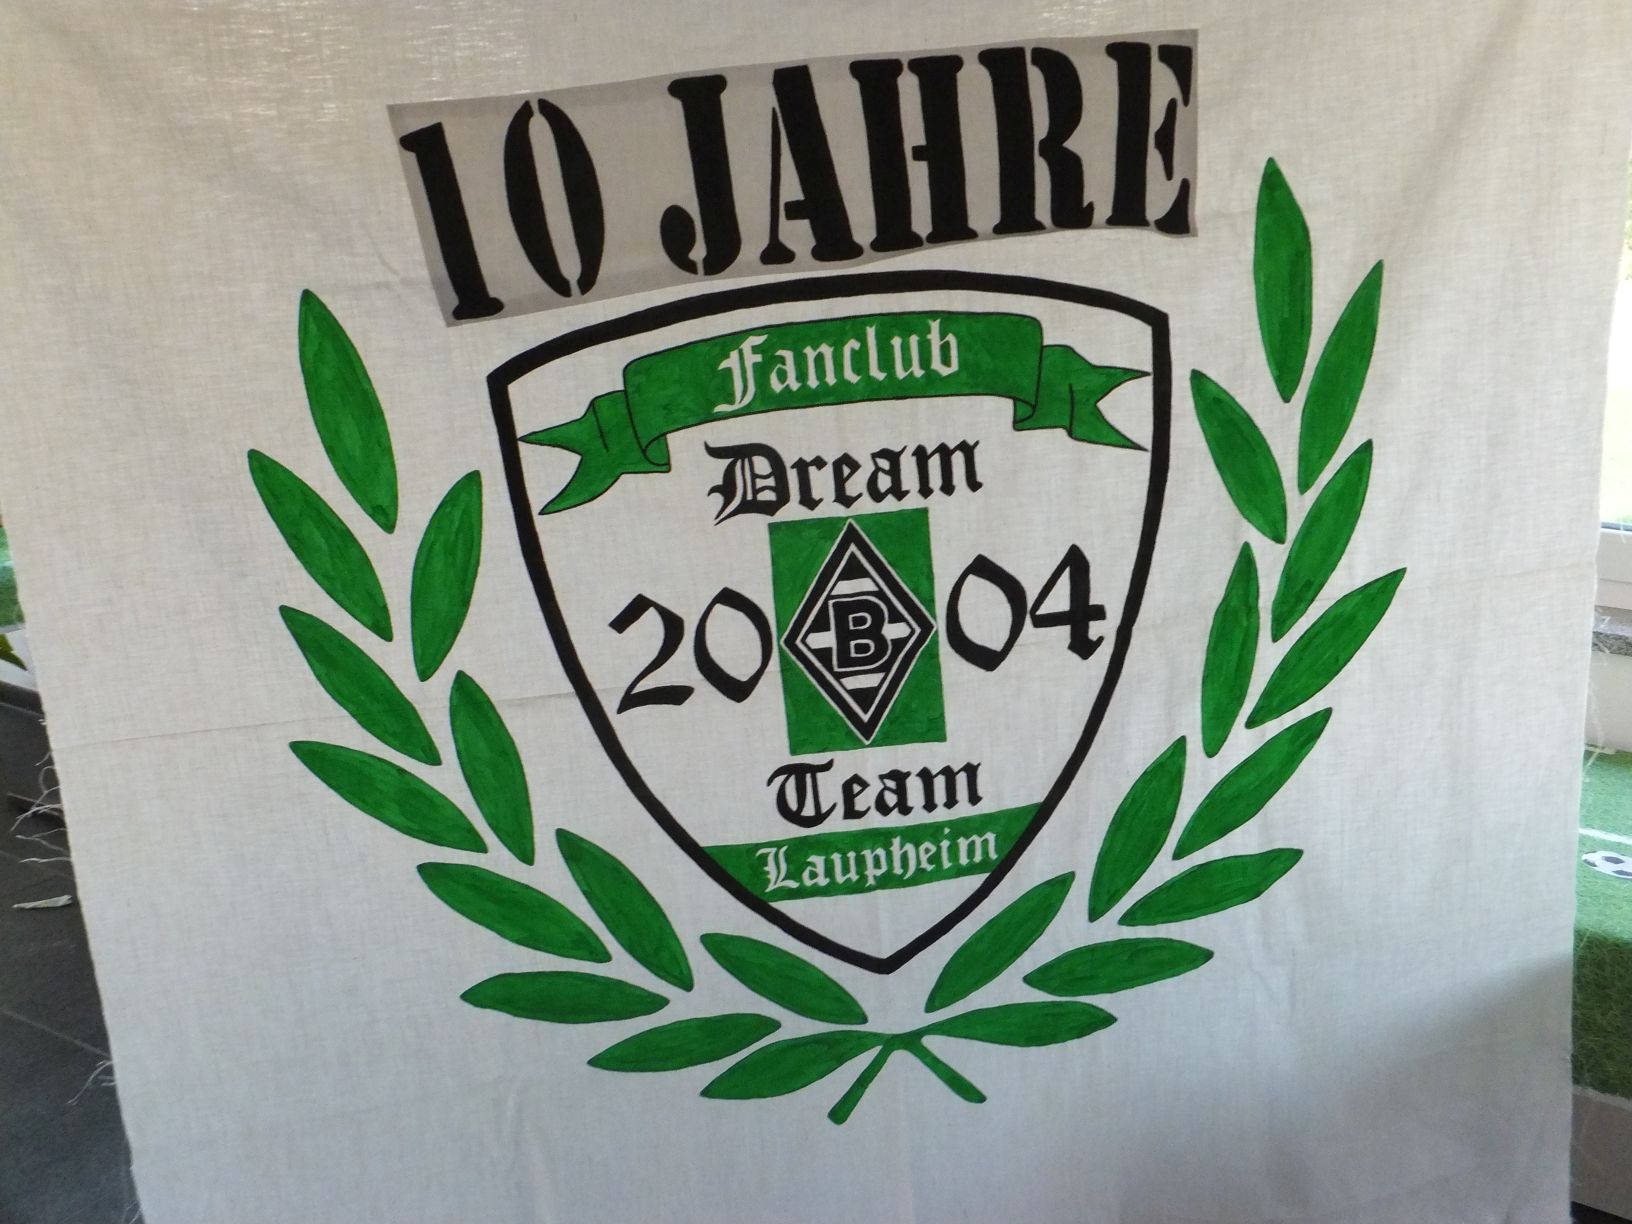 10 JAHRE
Fanclub
Dream
20 B 04
Team
Laupheim